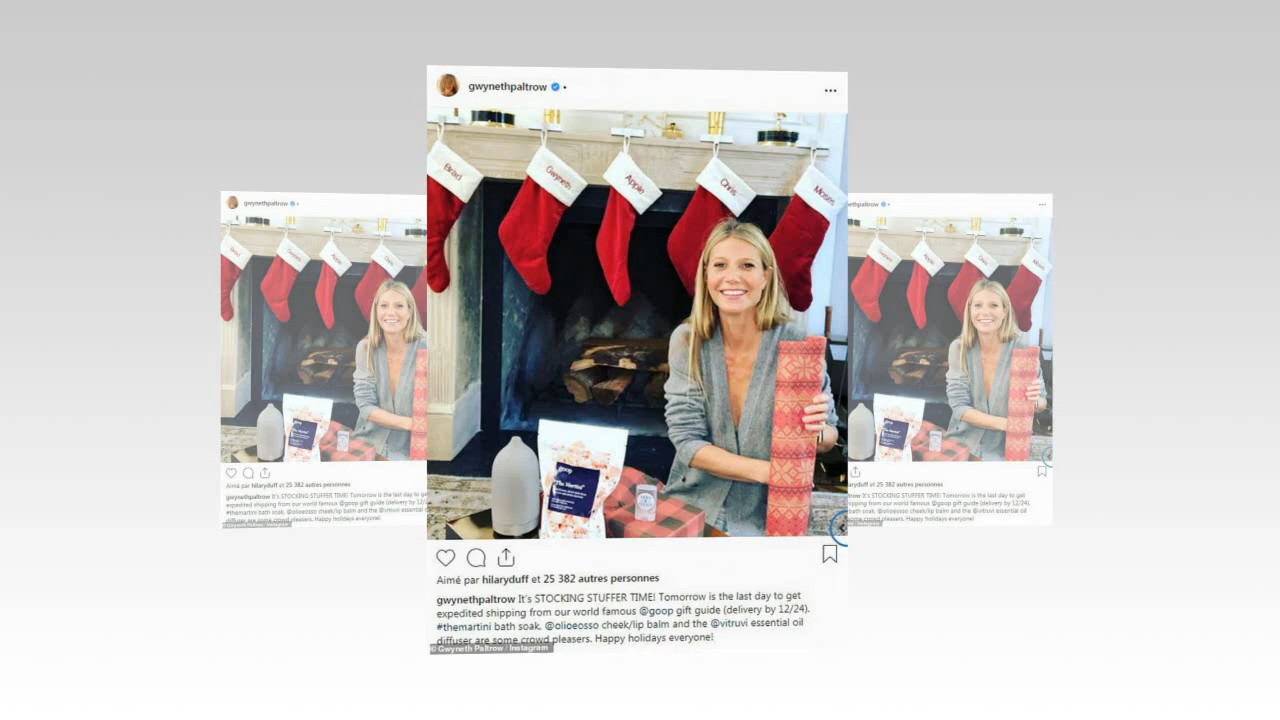 gwynethpaltrow
Brad
Gwyneth
Apple
Chris
Moses
goop
"The Martini"
Aimé par hilaryduff et 25 382 autres personnes
gwynethpaltrow It's STOCKING STUFFER TIME! Tomorrow is the last day to get
expedited shipping from our world famous @goop gift guide (delivery by 12/24).
#themartini bath soak, @olioeosso cheek/lip balm and the @vitruvi essential oil
diffuser are some crowd pleasers. Happy holidays everyone!
© Gwyneth Paltrow / Instagram